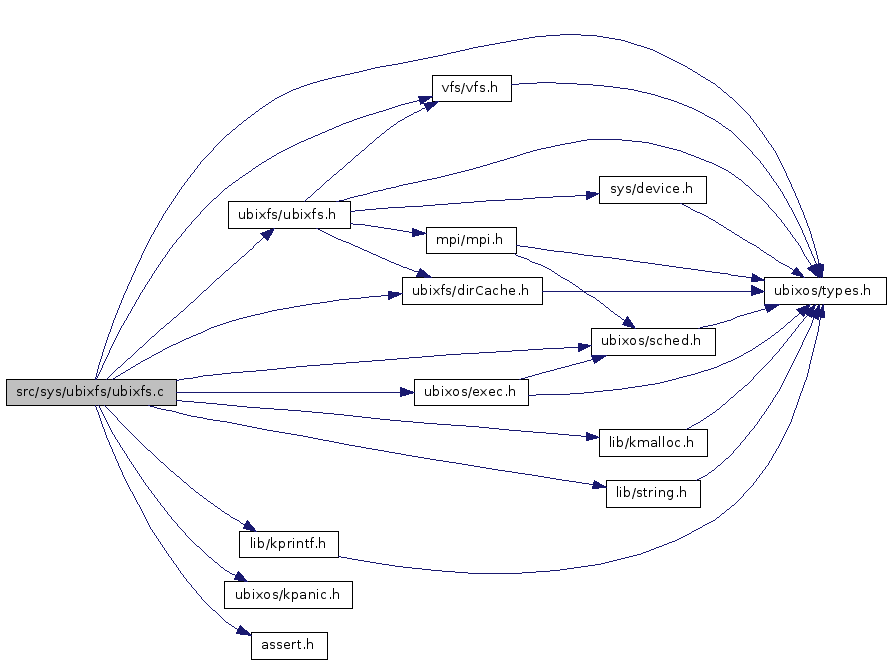 vfs/vfs.h
sys/device.h
ubixfs/ubixfs.h
mpi/mpi.h
ubixfs/dirCache.h
ubixos/types.h
ubixos/sched.h
src/sys/ubixfs/ubixfs.c
ubixos/exec.h
lib/kmalloc.h
lib/string.h
lib/kprintf.h
ubixos/kpanic.h
assert.h